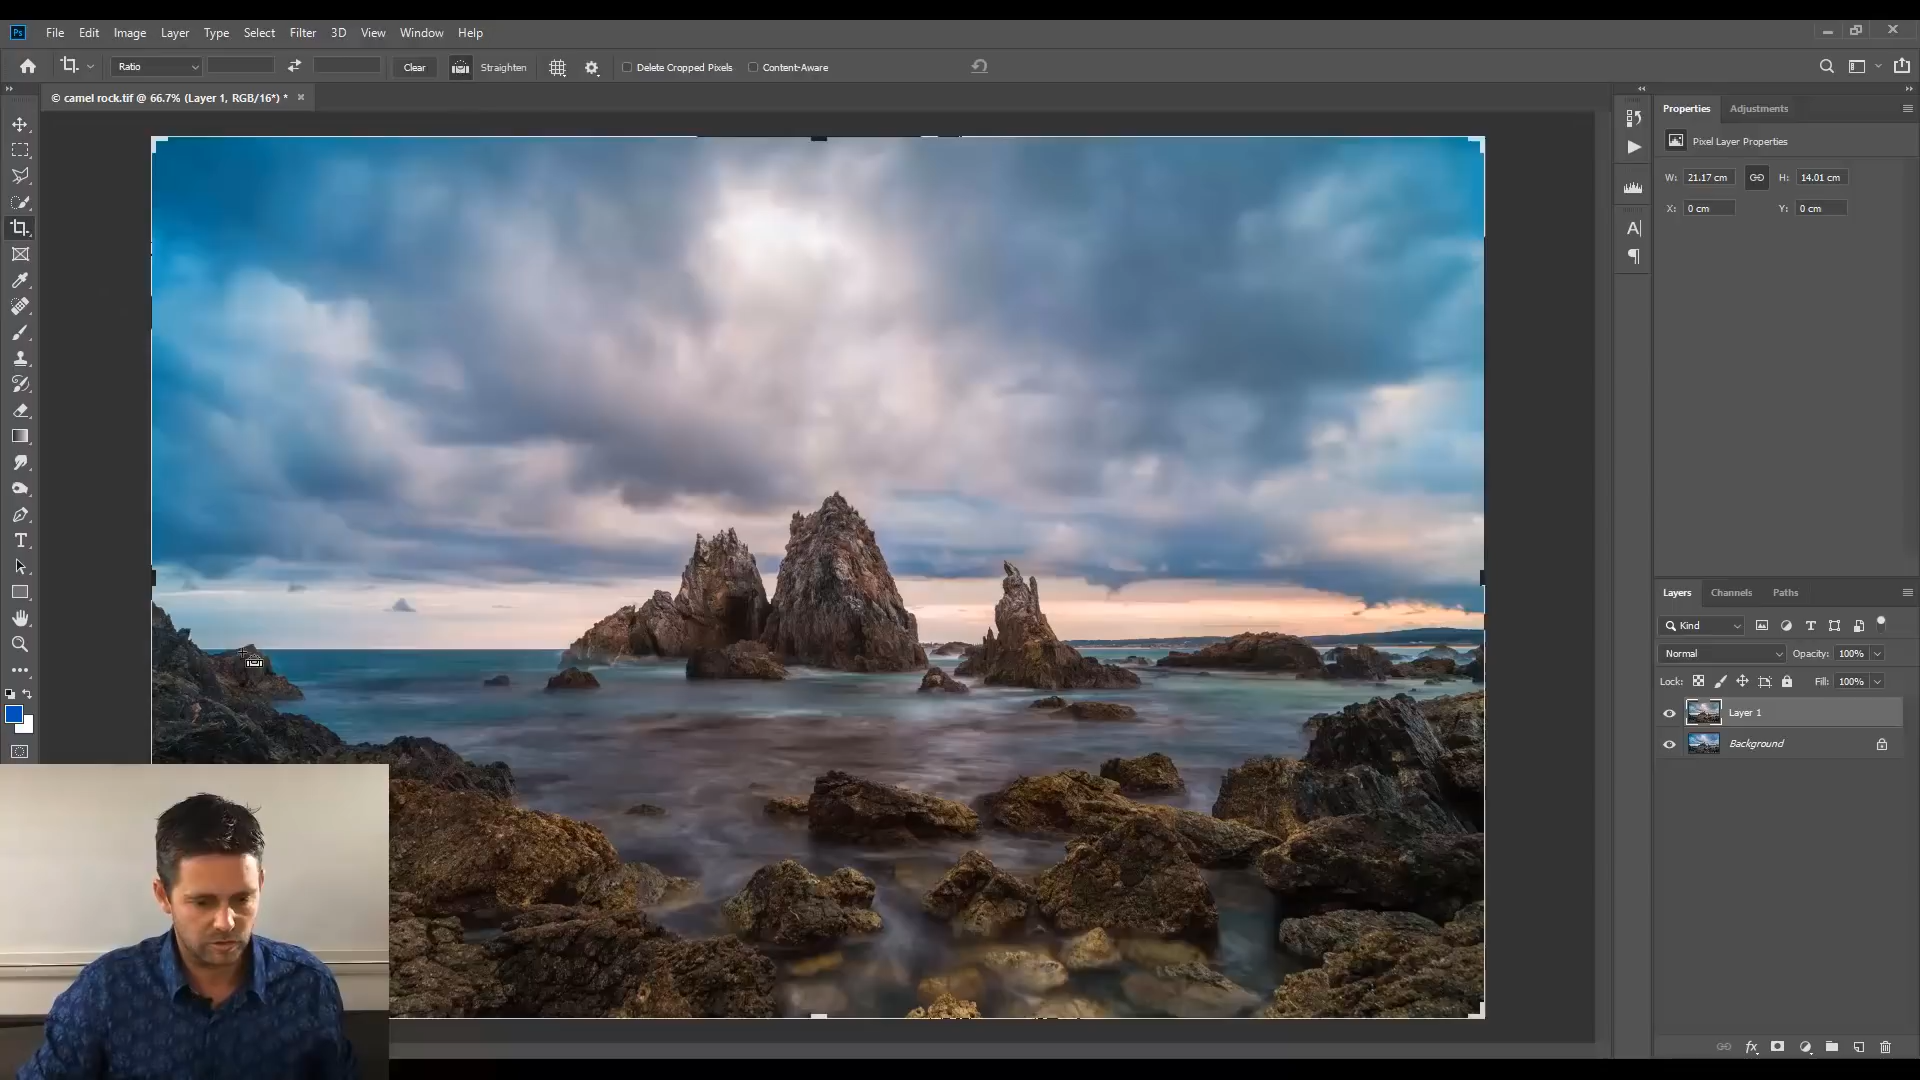 Ps File Edit Image Layer Type Select Filter 3D View Window Help
Ratio Clear Straighten Delete Cropped Pixels Content-Aware
© camel rock.tif @ 66.7% (Layer 1, RGB/16*) *
Properties Adjustments
Pixel Layer Properties
W: 21.17 cm H: 14.01 cm
X: 0 cm Y: 0 cm
Layers Channels Paths
Kind
Normal Opacity: 100%
Lock: Fill: 100%
Layer 1
Background